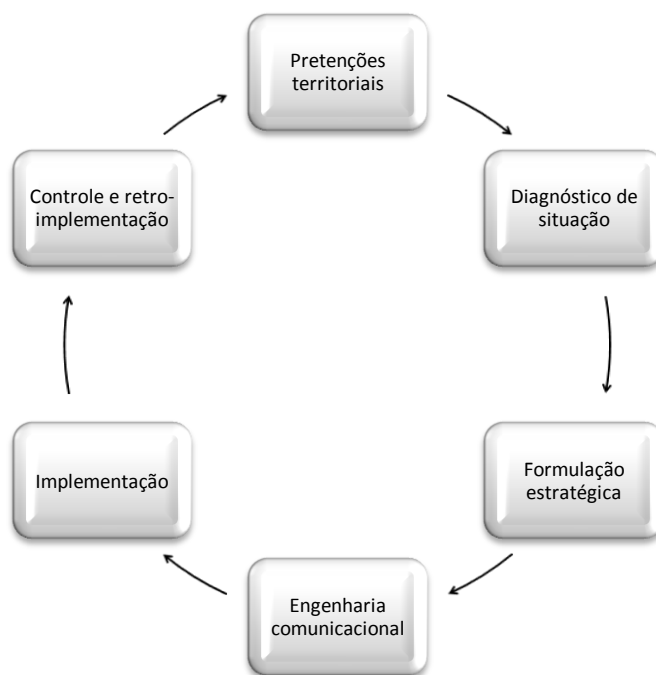 Pretenções
territoriais
Diagnóstico de
situação
Formulação
estratégica
Engenharia
comunicacional
Implementação
Controle e retro-
implementação